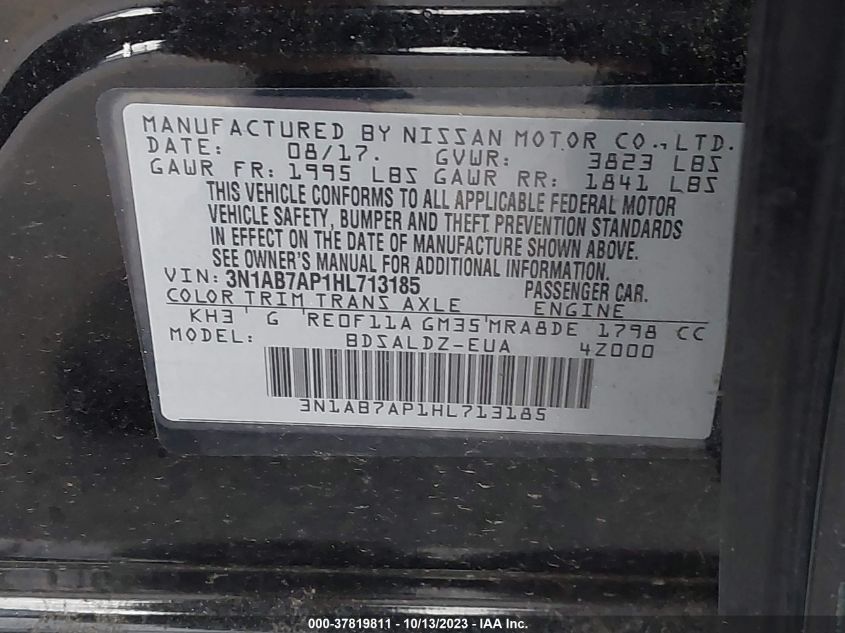 MANUFACTURED BY NISSAN MOTOR CO., LTD.
DATE: 08/17. GVWR: 3823 LBS
GAWR FR: 1995 LBS GAWR RR: 1841 LBS
THIS VEHICLE CONFORMS TO ALL APPLICABLE FEDERAL MOTOR
VEHICLE SAFETY, BUMPER AND THEFT PREVENTION STANDARDS
IN EFFECT ON THE DATE OF MANUFACTURE SHOWN ABOVE.
SEE OWNER'S MANUAL FOR ADDITIONAL INFORMATION.
VIN: 3N1AB7AP1HL713185 PASSENGER CAR.
COLOR TRIM TRANS AXLE ENGINE
KH3 G RE0F11A GM35 MRA8DE 1798 CC
MODEL: BDSALDZ-EUA 4Z000
3N1AB7AP1HL713185
000-37819811 - 10/13/2023 - IAA Inc.